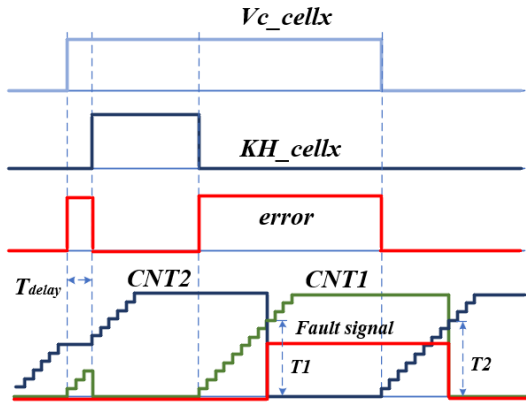 Vc_cellx
KH_cellx
error
Tdelay
CNT2
CNT1
Fault signal
T1
T2